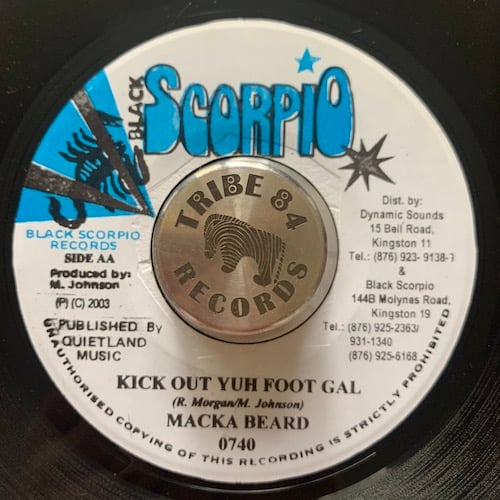 BLACK
SCORPIO
BLACK SCORPIO
RECORDS
SIDE AA
Produced by:
M. Johnson
(P) (C) 2003
PUBLISHED By
QUIETLAND
MUSIC
TRIBE 84
RECORDS
Dist. by:
Dynamic Sounds
15 Bell Road,
Kingston 11
Tel.: (876) 923- 9138-
&
Black Scorpio
144B Molynes Road,
Kingston 19
Tel.: (876) 925-2363/
931-1340
(876) 925-6168
KICK OUT YUH FOOT GAL
(R. Morgan/M. Johnson)
MACKA BEARD
0740
UNAUTHORISED COPYING OF THIS RECORDING IS STRICTLY PROHIBITED